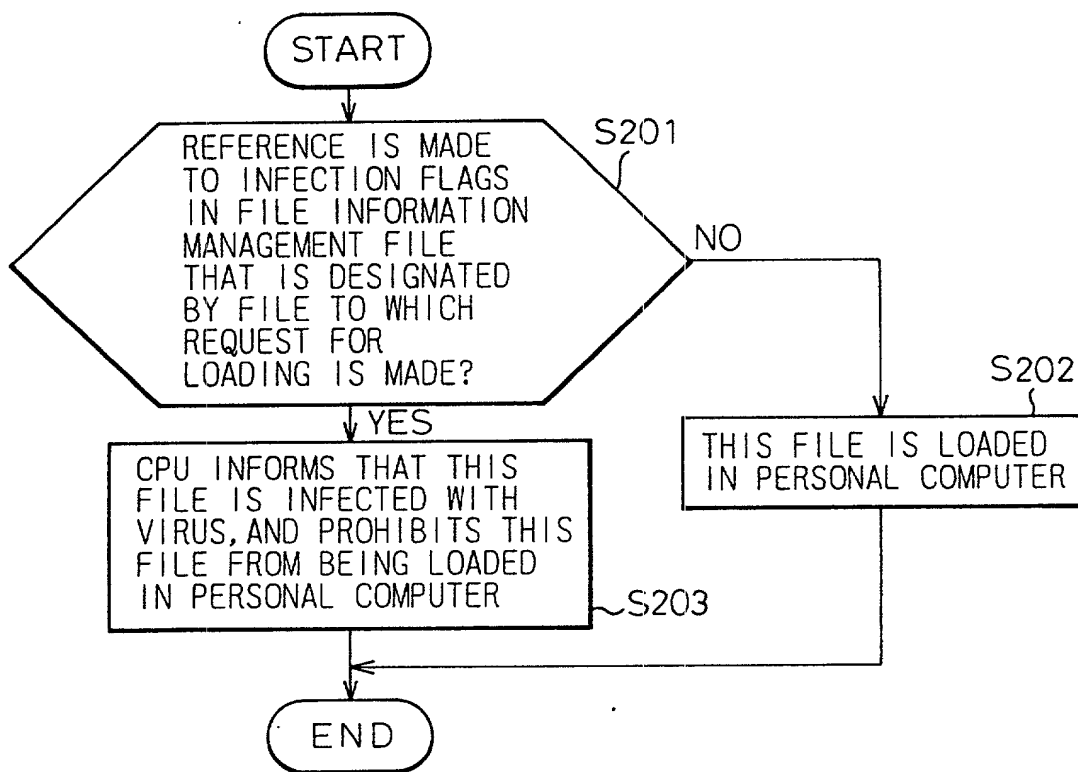 START
S201
REFERENCE IS MADE
TO INFECTION FLAGS
IN FILE INFORMATION
MANAGEMENT FILE
THAT IS DESIGNATED
BY FILE TO WHICH
REQUEST FOR
LOADING IS MADE?
NO
YES
S202
THIS FILE IS LOADED
IN PERSONAL COMPUTER
CPU INFORMS THAT THIS
FILE IS INFECTED WITH
VIRUS, AND PROHIBITS THIS
FILE FROM BEING LOADED
IN PERSONAL COMPUTER
S203
END